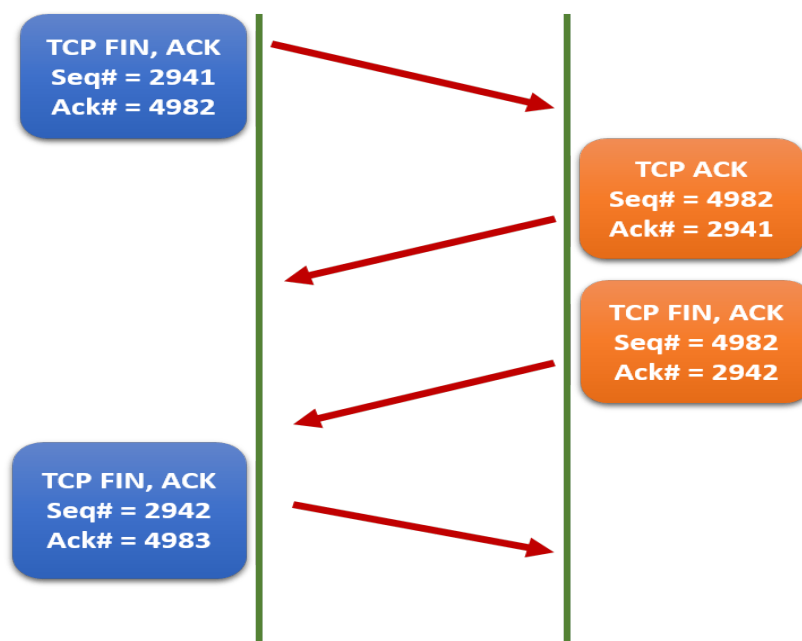 TCP FIN, ACK
Seq# = 2941
Ack# = 4982
TCP ACK
Seq# = 4982
Ack# = 2941
TCP FIN, ACK
Seq# = 4982
Ack# = 2942
TCP FIN, ACK
Seq# = 2942
Ack# = 4983